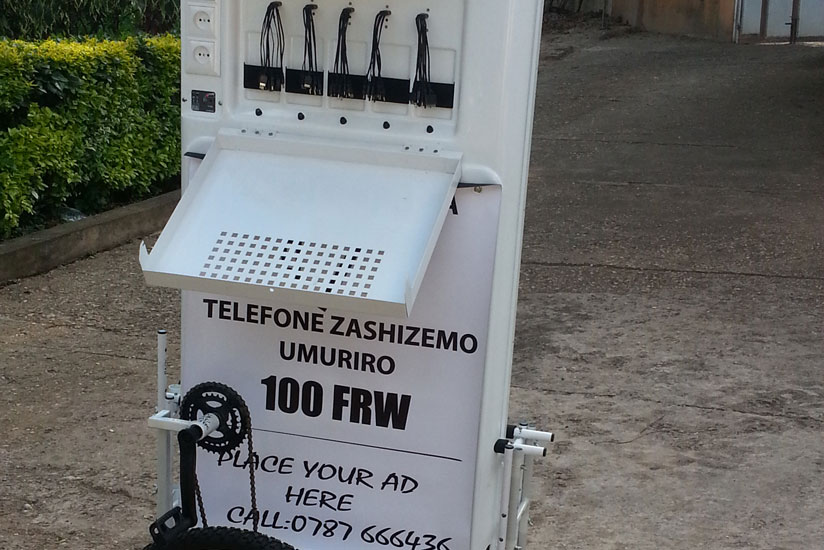 TELEFONE ZASHIZEMO
UMURIRO
100 FRW
PLACE YOUR AD
HERE
CALL:0787 666436